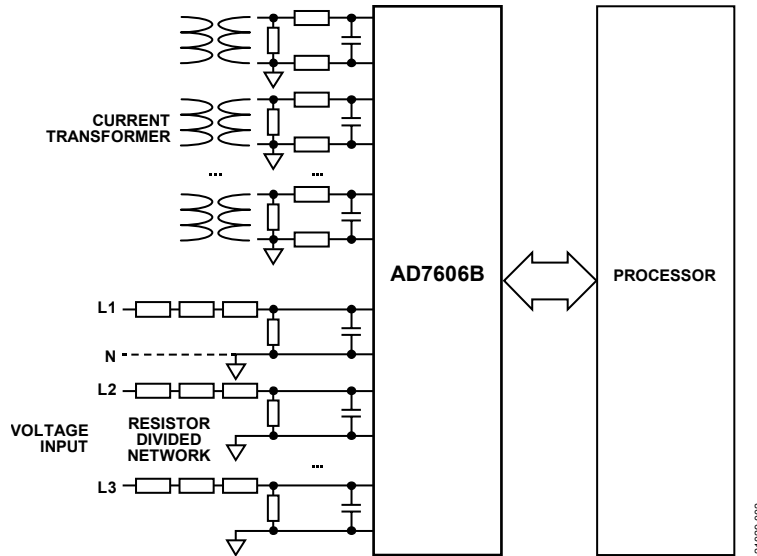 CURRENT
TRANSFORMER
...
...
L1
N
L2
VOLTAGE
INPUT
RESISTOR
DIVIDED
NETWORK
...
L3
AD7606B
PROCESSOR